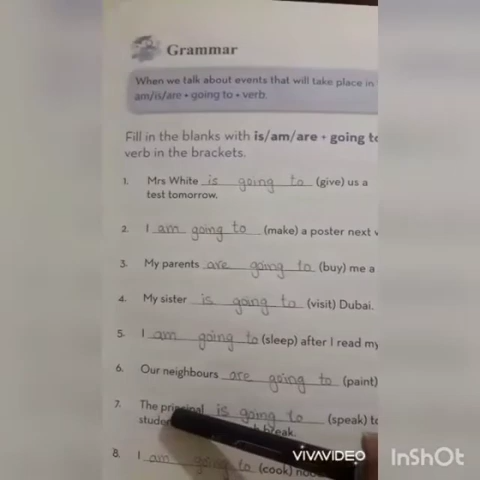 Grammar
When we talk about events that will take place in
am/is/are + going to + verb.
Fill in the blanks with is/am/are + going to
verb in the brackets.
1. Mrs White is going to (give) us a
test tomorrow.
2. I am going to (make) a poster next
3. My parents are going to (buy) me a
4. My sister is going to (visit) Dubai.
5. I am going to (sleep) after I read my
6. Our neighbours are going to (paint)
7. The principal is going to (speak) to
break.
8. I am going to (cook)
VIVAVIDEO
InShOt